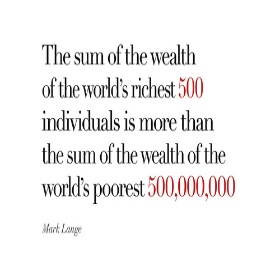 The sum of the wealth
of the world's richest 500
individuals is more than
the sum of the wealth of the
world's poorest 500,000,000
Mark Lange